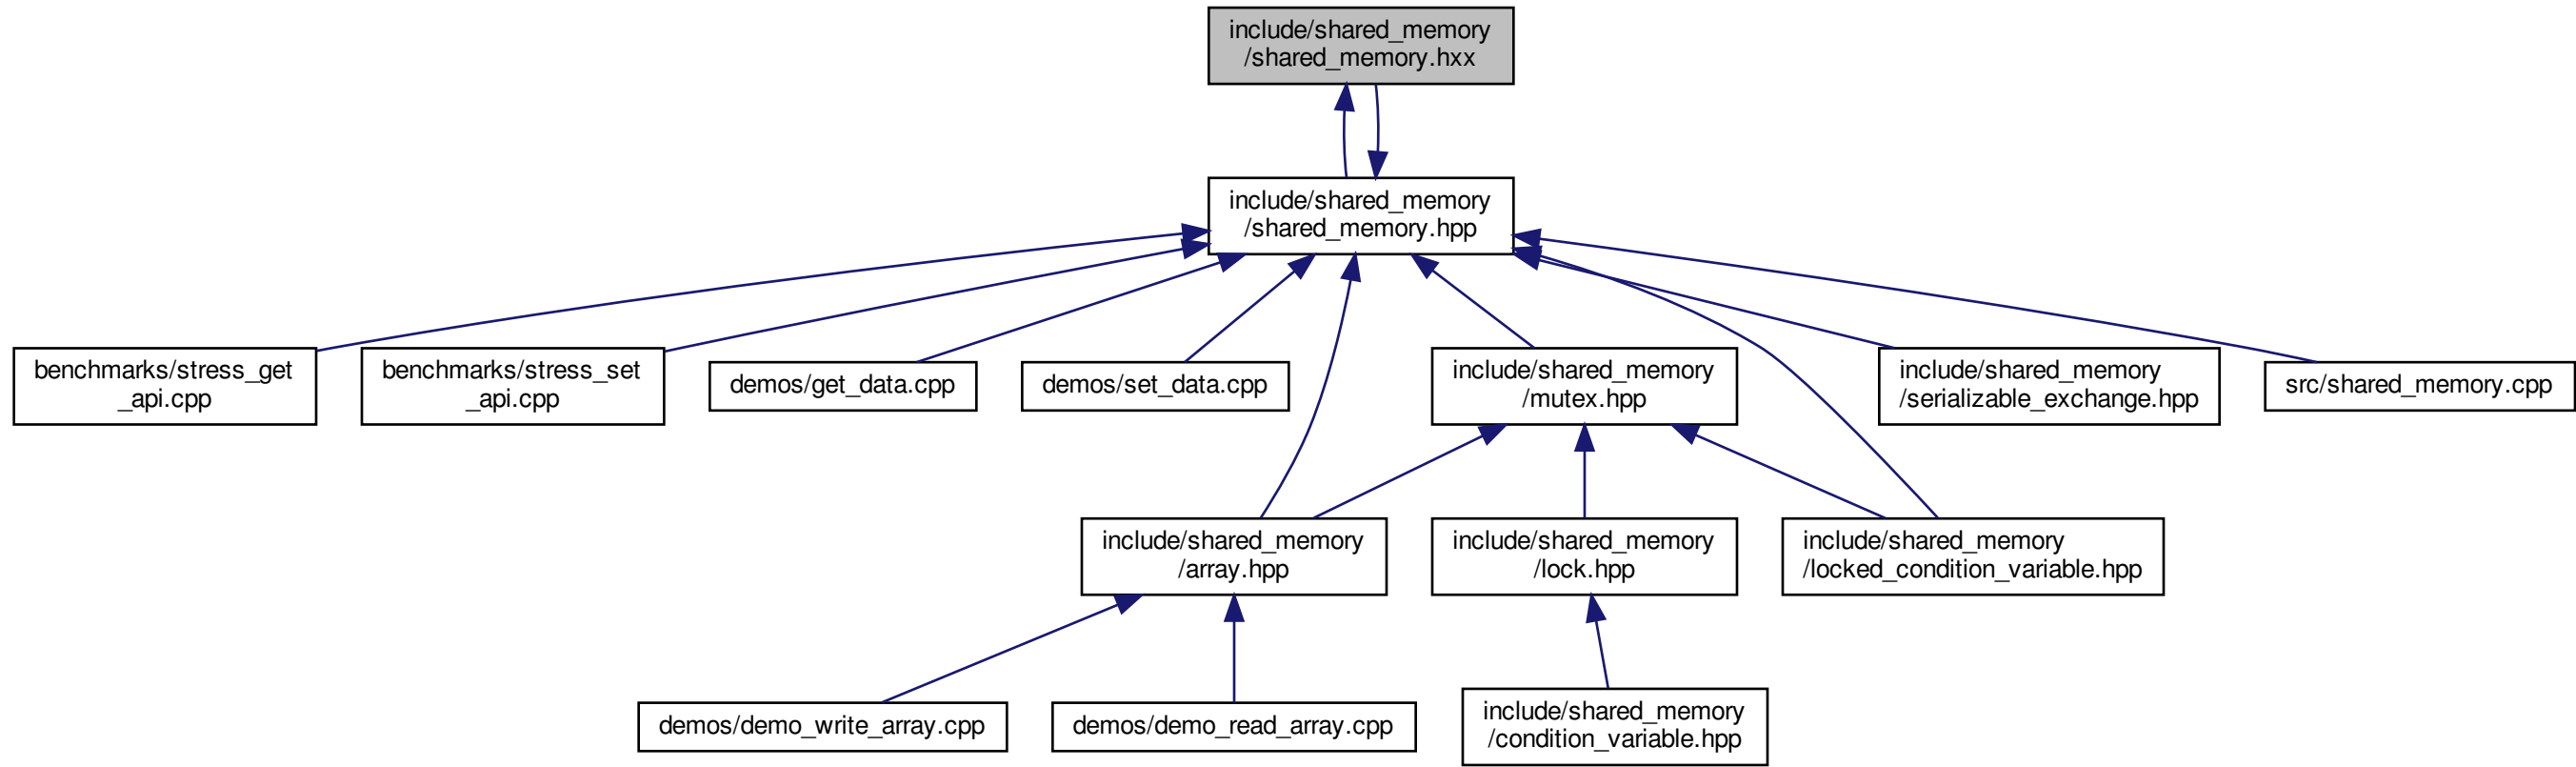 include/shared_memory
/shared_memory.hxx
include/shared_memory
/shared_memory.hpp
benchmarks/stress_get
_api.cpp
benchmarks/stress_set
_api.cpp
demos/get_data.cpp
demos/set_data.cpp
include/shared_memory
/mutex.hpp
include/shared_memory
/serializable_exchange.hpp
src/shared_memory.cpp
include/shared_memory
/array.hpp
include/shared_memory
/lock.hpp
include/shared_memory
/locked_condition_variable.hpp
demos/demo_write_array.cpp
demos/demo_read_array.cpp
include/shared_memory
/condition_variable.hpp